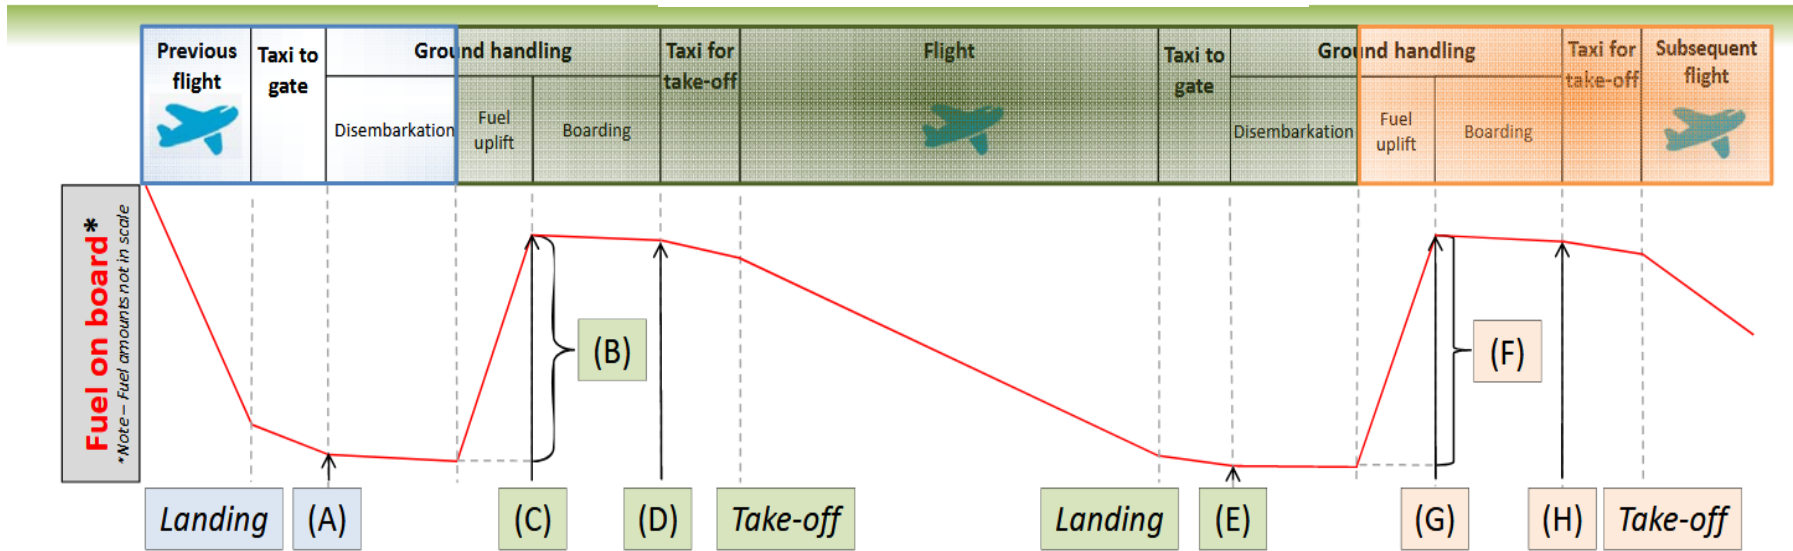 Previous flight
Taxi to gate
Ground handling
Disembarkation
Fuel uplift
Boarding
Taxi for take-off
Flight
Taxi to gate
Ground handling
Disembarkation
Fuel uplift
Boarding
Taxi for take-off
Subsequent flight
Fuel on board*
*Note – Fuel amounts not in scale
(B)
(F)
Landing
(A)
(C)
(D)
Take-off
Landing
(E)
(G)
(H)
Take-off